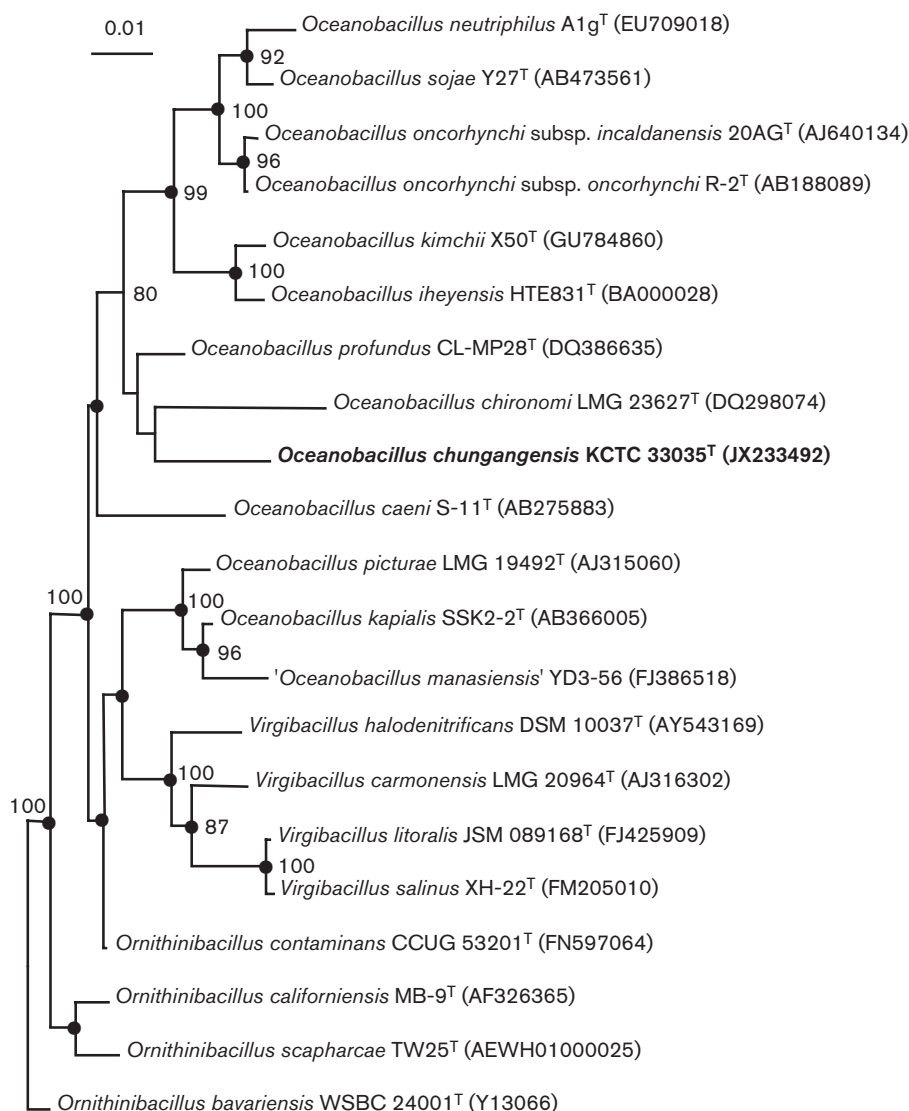 0.01
Oceanobacillus neutriphilus A1gᵀ (EU709018)
92
Oceanobacillus sojae Y27ᵀ (AB473561)
100
Oceanobacillus oncorhynchi subsp. incaldanensis 20AGᵀ (AJ640134)
96
Oceanobacillus oncorhynchi subsp. oncorhynchi R-2ᵀ (AB188089)
99
Oceanobacillus kimchii X50ᵀ (GU784860)
100
Oceanobacillus iheyensis HTE831ᵀ (BA000028)
80
Oceanobacillus profundus CL-MP28ᵀ (DQ386635)
Oceanobacillus chironomi LMG 23627ᵀ (DQ298074)
Oceanobacillus chungangensis KCTC 33035ᵀ (JX233492)
Oceanobacillus caeni S-11ᵀ (AB275883)
Oceanobacillus picturae LMG 19492ᵀ (AJ315060)
100
100
Oceanobacillus kapialis SSK2-2ᵀ (AB366005)
96
'Oceanobacillus manasiensis' YD3-56 (FJ386518)
Virgibacillus halodenitrificans DSM 10037ᵀ (AY543169)
100
Virgibacillus carmonensis LMG 20964ᵀ (AJ316302)
100
87
Virgibacillus litoralis JSM 089168ᵀ (FJ425909)
100
Virgibacillus salinus XH-22ᵀ (FM205010)
Ornithinibacillus contaminans CCUG 53201ᵀ (FN597064)
Ornithinibacillus californiensis MB-9ᵀ (AF326365)
Ornithinibacillus scapharcae TW25ᵀ (AEWH01000025)
Ornithinibacillus bavariensis WSBC 24001ᵀ (Y13066)